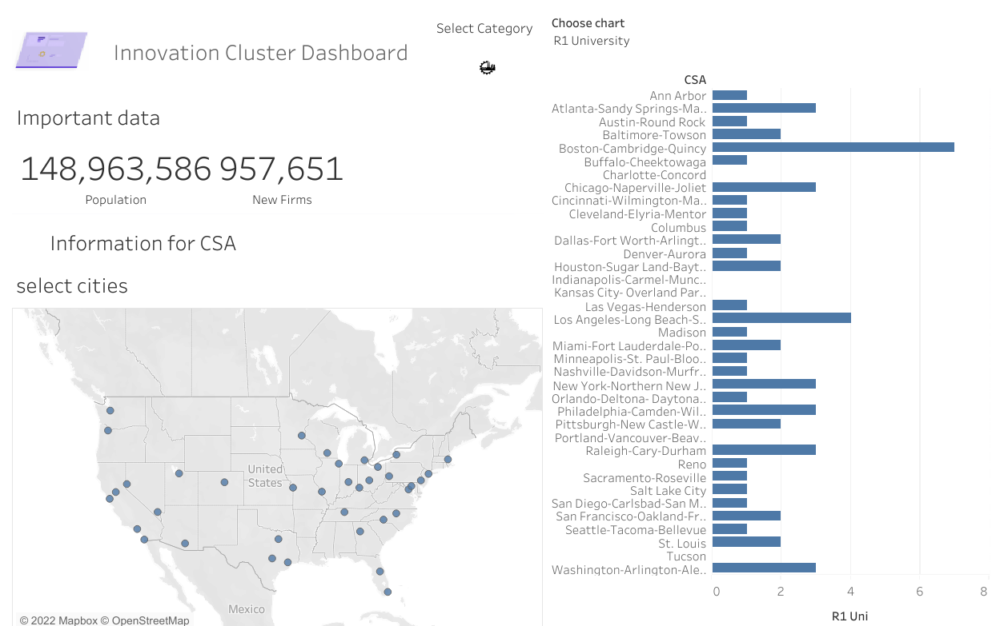 Innovation Cluster Dashboard
Select Category
Choose chart
R1 University
Important data
148,963,586 957,651
Population
New Firms
Information for CSA
select cities
United
States
Mexico
© 2022 Mapbox © OpenStreetMap
CSA
Ann Arbor
Atlanta-Sandy Springs-Ma..
Austin-Round Rock
Baltimore-Towson
Boston-Cambridge-Quincy
Buffalo-Cheektowaga
Charlotte-Concord
Chicago-Naperville-Joliet
Cincinnati-Wilmington-Ma..
Cleveland-Elyria-Mentor
Columbus
Dallas-Fort Worth-Arlingt..
Denver-Aurora
Houston-Sugar Land-Bayt..
Indianapolis-Carmel-Munc..
Kansas City- Overland Par..
Las Vegas-Henderson
Los Angeles-Long Beach-S..
Madison
Miami-Fort Lauderdale-Po..
Minneapolis-St. Paul-Bloo..
Nashville-Davidson-Murfr..
New York-Northern New J..
Orlando-Deltona- Daytona..
Philadelphia-Camden-Wil..
Pittsburgh-New Castle-W..
Portland-Vancouver-Beav..
Raleigh-Cary-Durham
Reno
Sacramento-Roseville
Salt Lake City
San Diego-Carlsbad-San M..
San Francisco-Oakland-Fr..
Seattle-Tacoma-Bellevue
St. Louis
Tucson
Washington-Arlington-Ale..
0 2 4 6 8
R1 Uni